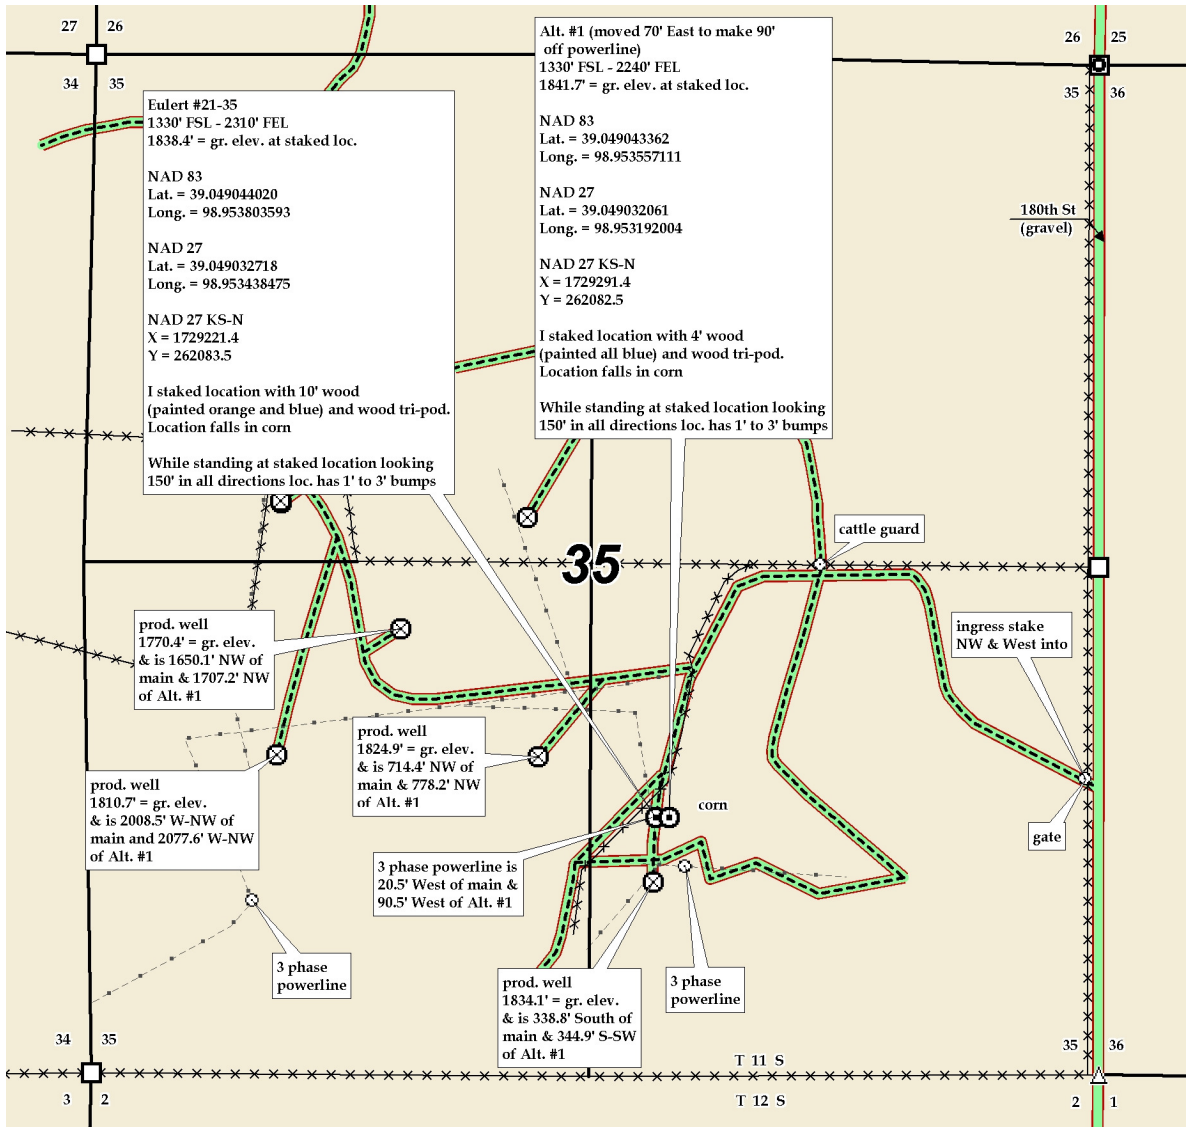 27 26
34 35
26 25
35 36
Eulert #21-35
1330' FSL - 2310' FEL
1838.4' = gr. elev. at staked loc.
NAD 83
Lat. = 39.049044020
Long. = 98.953803593
NAD 27
Lat. = 39.049032718
Long. = 98.953438475
NAD 27 KS-N
X = 1729221.4
Y = 262083.5
I staked location with 10' wood
(painted orange and blue) and wood tri-pod.
Location falls in corn
While standing at staked location looking
150' in all directions loc. has 1' to 3' bumps
Alt. #1 (moved 70' East to make 90'
off powerline)
1330' FSL - 2240' FEL
1841.7' = gr. elev. at staked loc.
NAD 83
Lat. = 39.049043362
Long. = 98.953557111
NAD 27
Lat. = 39.049032061
Long. = 98.953192004
NAD 27 KS-N
X = 1729291.4
Y = 262082.5
I staked location with 4' wood
(painted all blue) and wood tri-pod.
Location falls in corn
While standing at staked location looking
150' in all directions loc. has 1' to 3' bumps
180th St
(gravel)
cattle guard
35
prod. well
1770.4' = gr. elev.
& is 1650.1' NW of
main & 1707.2' NW
of Alt. #1
ingress stake
NW & West into
prod. well
1824.9' = gr. elev.
& is 714.4' NW of
main & 778.2' NW
of Alt. #1
prod. well
1810.7' = gr. elev.
& is 2008.5' W-NW of
main and 2077.6' W-NW
of Alt. #1
corn
gate
3 phase powerline is
20.5' West of main &
90.5' West of Alt. #1
3 phase
powerline
prod. well
1834.1' = gr. elev.
& is 338.8' South of
main & 344.9' S-SW
of Alt. #1
3 phase
powerline
34 35
35 36
T 11 S
3 2
T 12 S
2 1